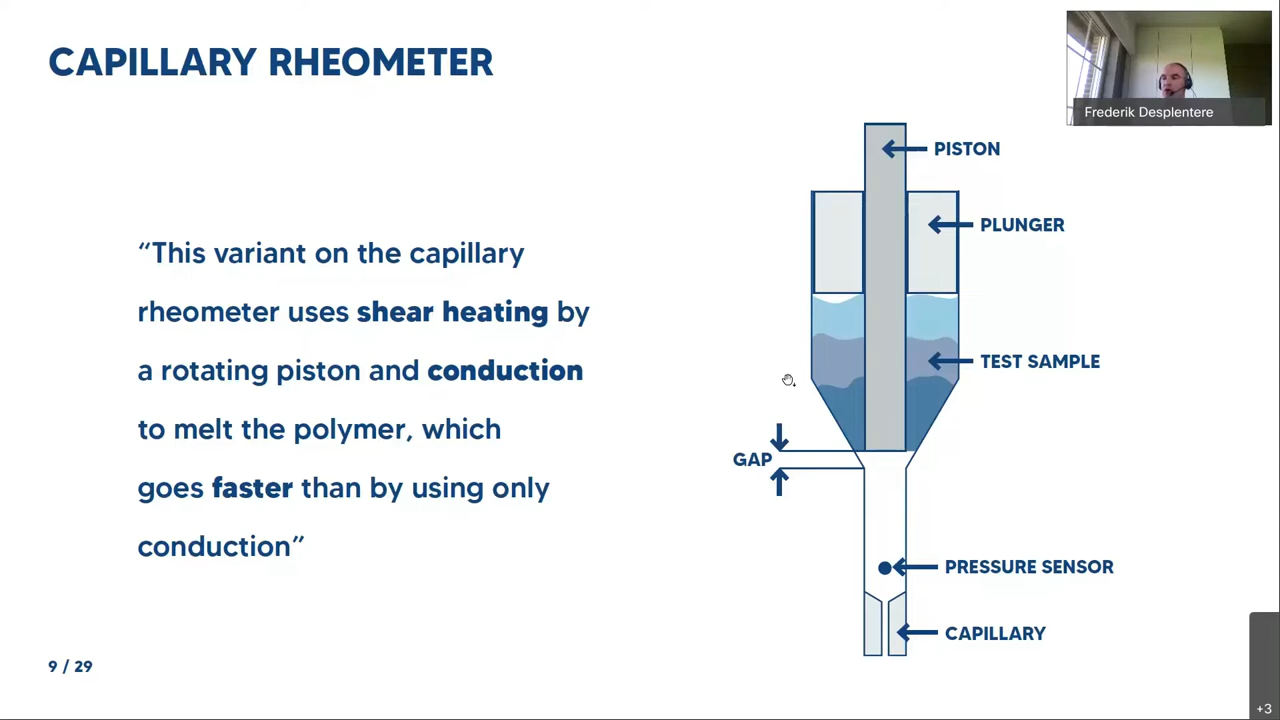 CAPILLARY RHEOMETER
Frederik Desplentere
PISTON
PLUNGER
“This variant on the capillary
rheometer uses shear heating by
a rotating piston and conduction
to melt the polymer, which
goes faster than by using only
conduction”
TEST SAMPLE
GAP
PRESSURE SENSOR
CAPILLARY
9 / 29
+3